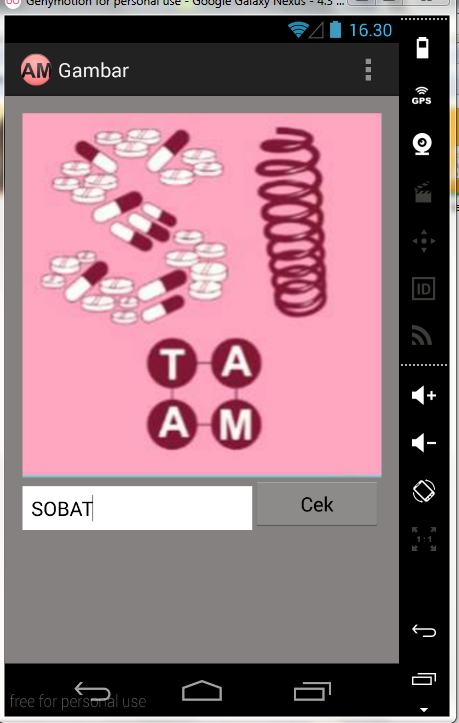 Genymotion for personal use - Google Galaxy Nexus - 4.3 ...
16.30
AM Gambar
GPS
ID
T A
A M
SOBAT
Cek
1:1
free for personal use